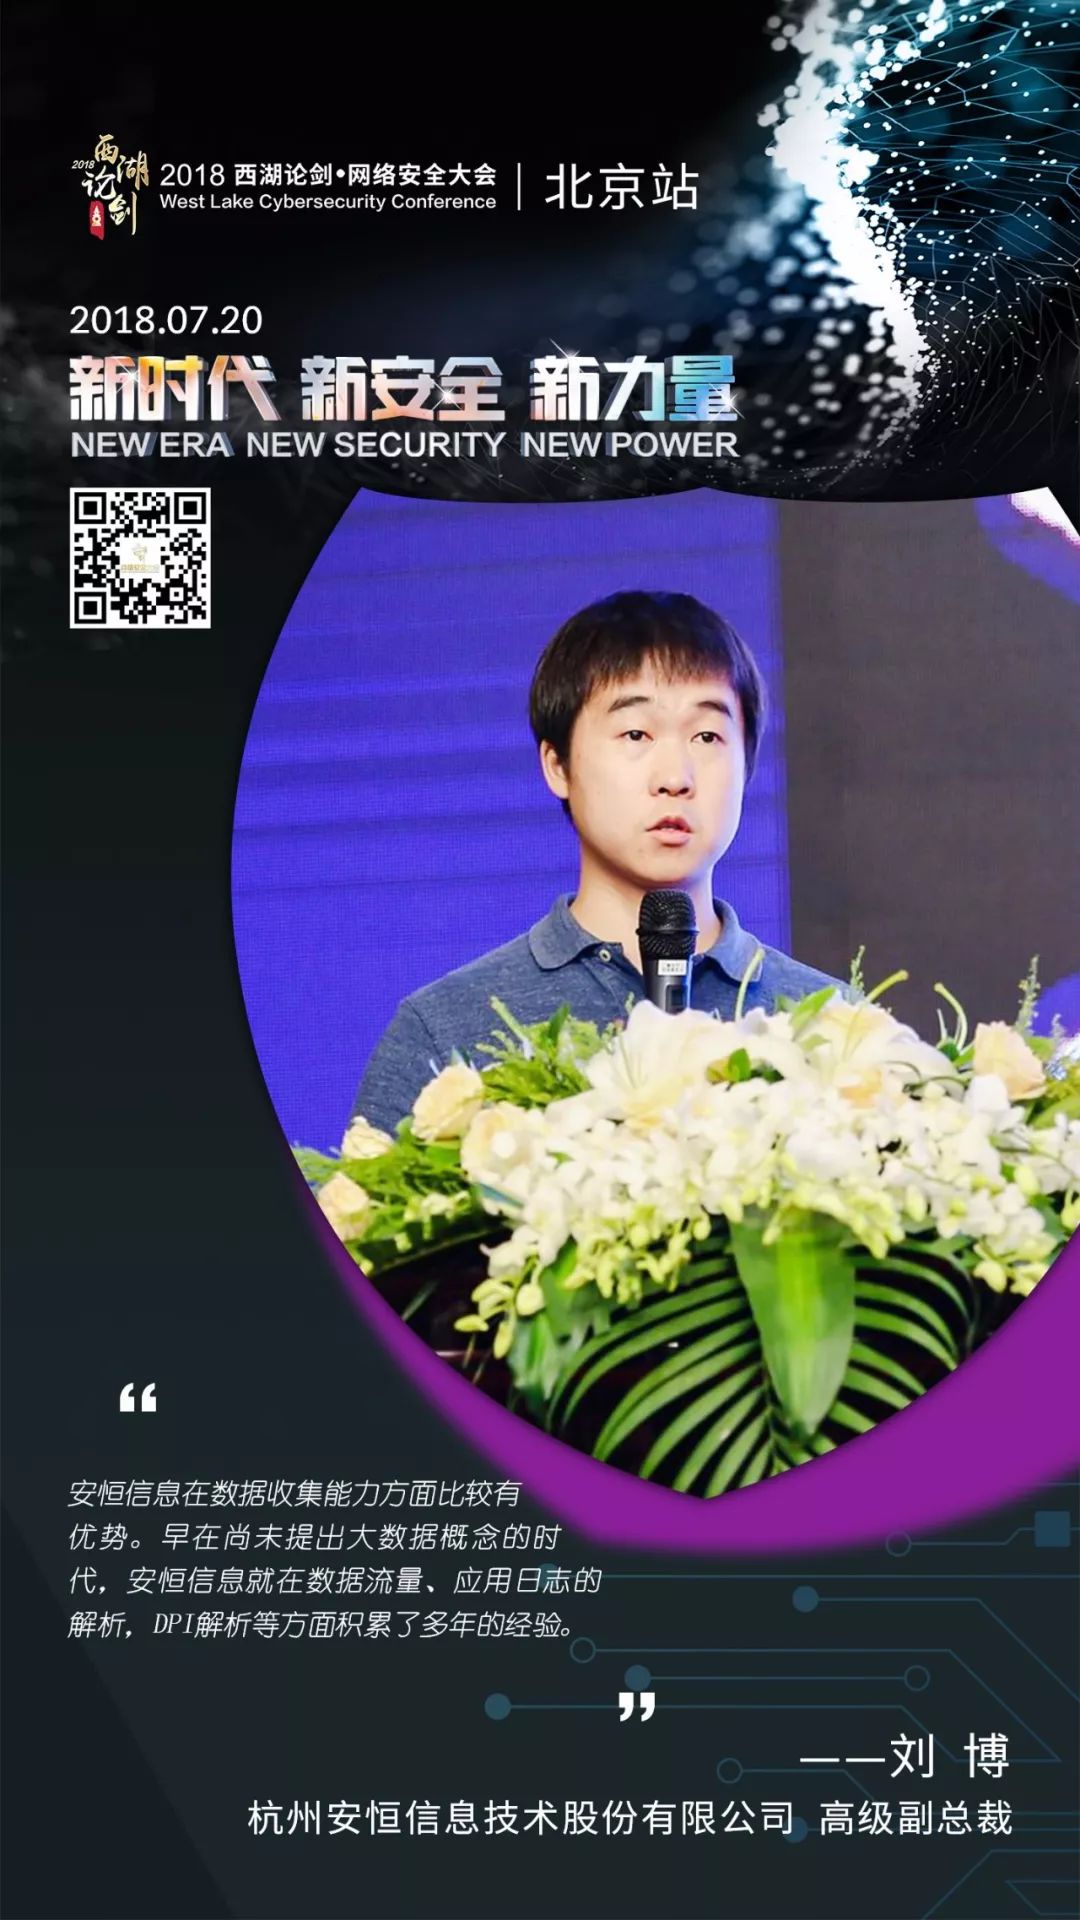 2018
西湖论剑
2018 西湖论剑•网络安全大会
West Lake Cybersecurity Conference
北京站
2018.07.20
新时代 新安全 新力量
NEW ERA NEW SECURITY NEW POWER
“
安恒信息在数据收集能力方面比较有
优势。早在尚未提出大数据概念的时
代，安恒信息就在数据流量、应用日志的
解析，DPI解析等方面积累了多年的经验。
”
——刘 博
杭州安恒信息技术股份有限公司 高级副总裁